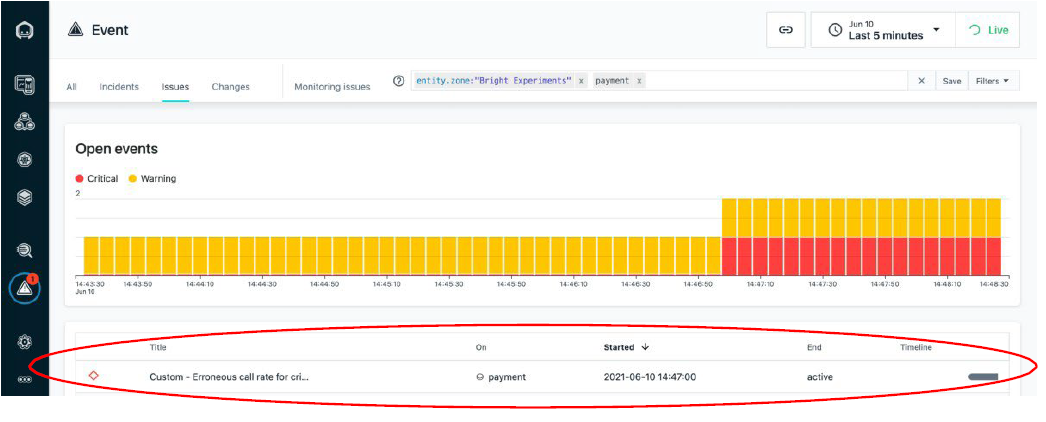 Event
Jun 10
Last 5 minutes
Live
All Incidents Issues Changes Monitoring issues
entity.zone:"Bright Experiments" x payment x
Save Filters
Open events
Critical Warning
2
14:43:30 14:43:50 14:44:10 14:44:30 14:44:50 14:45:10 14:45:30 14:45:50 14:46:10 14:46:30 14:46:50 14:47:10 14:47:30 14:47:50 14:48:10 14:48:30
Jun 10
1
Title On Started End Timeline
Custom - Erroneous call rate for cri... payment 2021-06-10 14:47:00 active